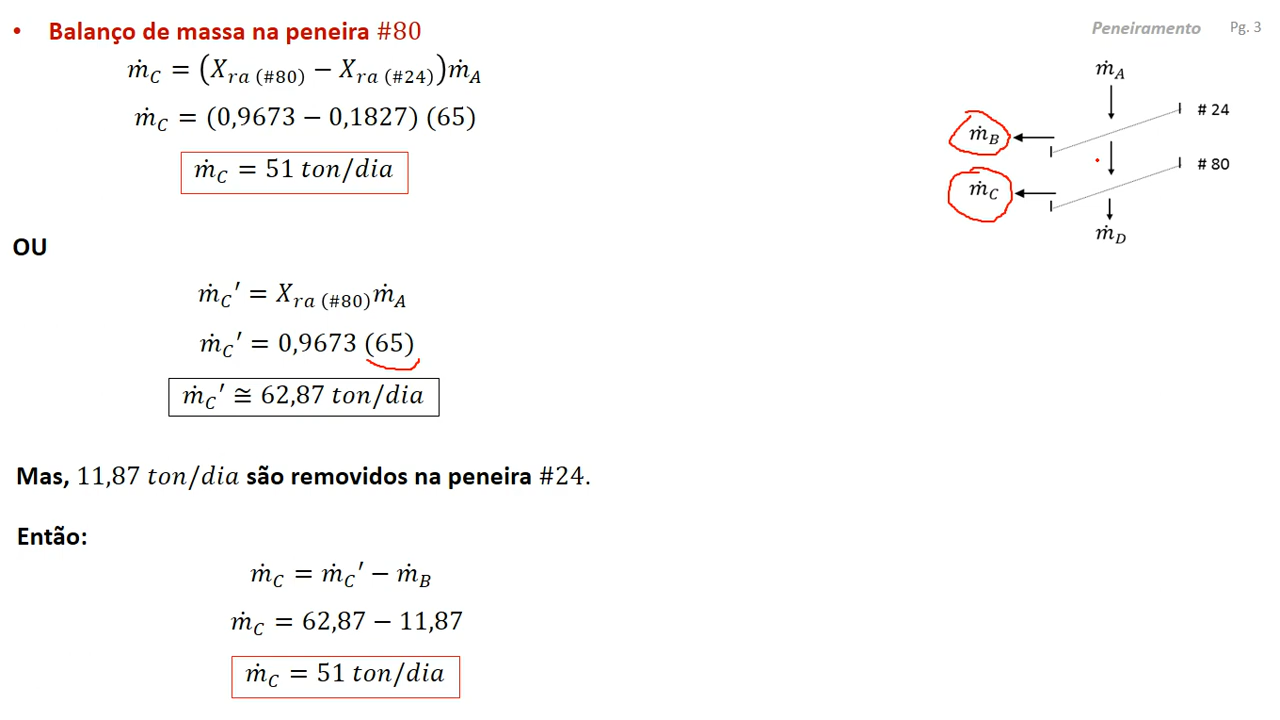 • Balanço de massa na peneira #80
ṁ_C = (X_ra (#80) − X_ra (#24))ṁ_A
ṁ_C = (0,9673 − 0,1827) (65)
ṁ_C = 51 ton/dia
OU
ṁ_C′ = X_ra (#80)ṁ_A
ṁ_C′ = 0,9673 (65)
ṁ_C′ ≅ 62,87 ton/dia
Mas, 11,87 ton/dia são removidos na peneira #24.
Então:
ṁ_C = ṁ_C′ − ṁ_B
ṁ_C = 62,87 − 11,87
ṁ_C = 51 ton/dia
Peneiramento Pg. 3
ṁ_A
# 24
ṁ_B
# 80
ṁ_C
ṁ_D